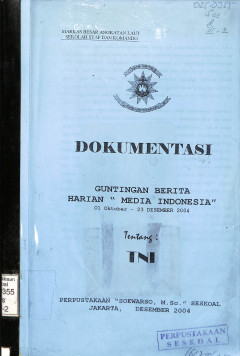 MARKAS BESAR ANGKATAN LAUT
SEKOLAH STAF DAN KOMANDO
DOKUMENTASI
GUNTINGAN BERITA
HARIAN " MEDIA INDONESIA"
01 Oktober - 23 DESEMBER 2004
Tentang :
TNI
PERPUSTAKAAN "SOEWARSO, M.Sc." SESKOAL
JAKARTA, DESEMBER 2004
PERPUSTAKAAN
SESKOAL